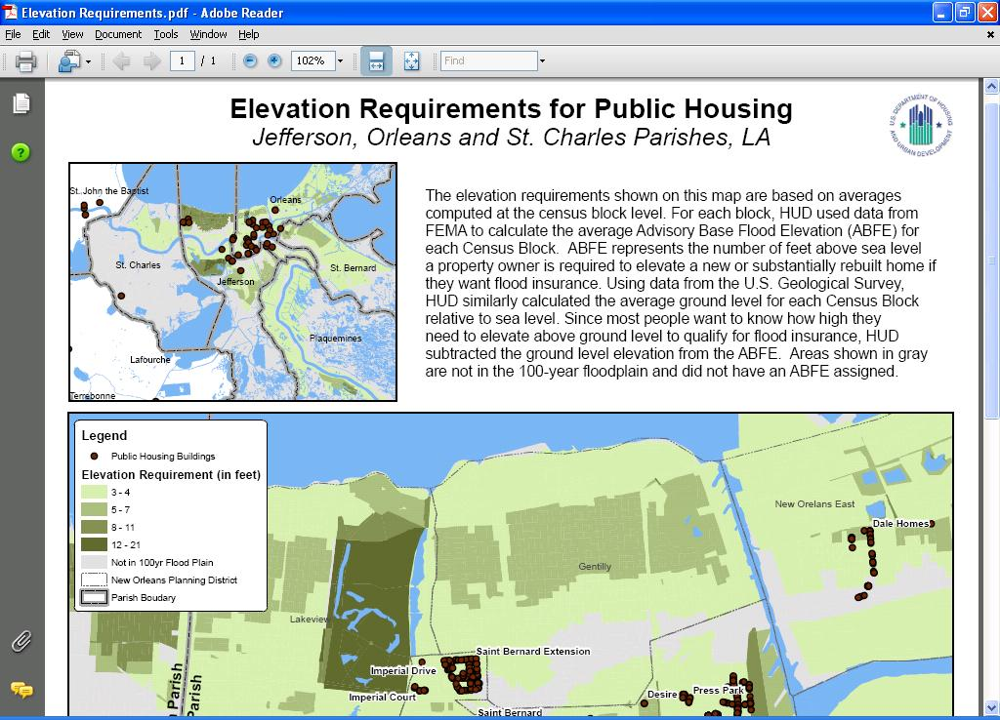 Elevation Requirements.pdf - Adobe Reader
File Edit View Document Tools Window Help
1 / 1 102% Find
Elevation Requirements for Public Housing
Jefferson, Orleans and St. Charles Parishes, LA
U.S. DEPARTMENT OF HOUSING AND URBAN DEVELOPMENT
St. John the Baptist
Orleans
St. Charles
St. Bernard
Jefferson
Plaquemines
Lafourche
Terrebonne
The elevation requirements shown on this map are based on averages
computed at the census block level. For each block, HUD used data from
FEMA to calculate the average Advisory Base Flood Elevation (ABFE) for
each Census Block. ABFE represents the number of feet above sea level
a property owner is required to elevate a new or substantially rebuilt home if
they want flood insurance. Using data from the U.S. Geological Survey,
HUD similarly calculated the average ground level for each Census Block
relative to sea level. Since most people want to know how high they
need to elevate above ground level to qualify for flood insurance, HUD
subtracted the ground level elevation from the ABFE. Areas shown in gray
are not in the 100-year floodplain and did not have an ABFE assigned.
Legend
Public Housing Buildings
Elevation Requirement (in feet)
3 - 4
5 - 7
8 - 11
12 - 21
Not in 100yr Flood Plain
New Orleans Planning District
Parish Boudary
New Orelans East
Dale Homes
Gentilly
Lakeview
Saint Bernard Extension
Imperial Drive
Imperial Court
Desire
Press Park
Saint Bernard
Parish
Parish